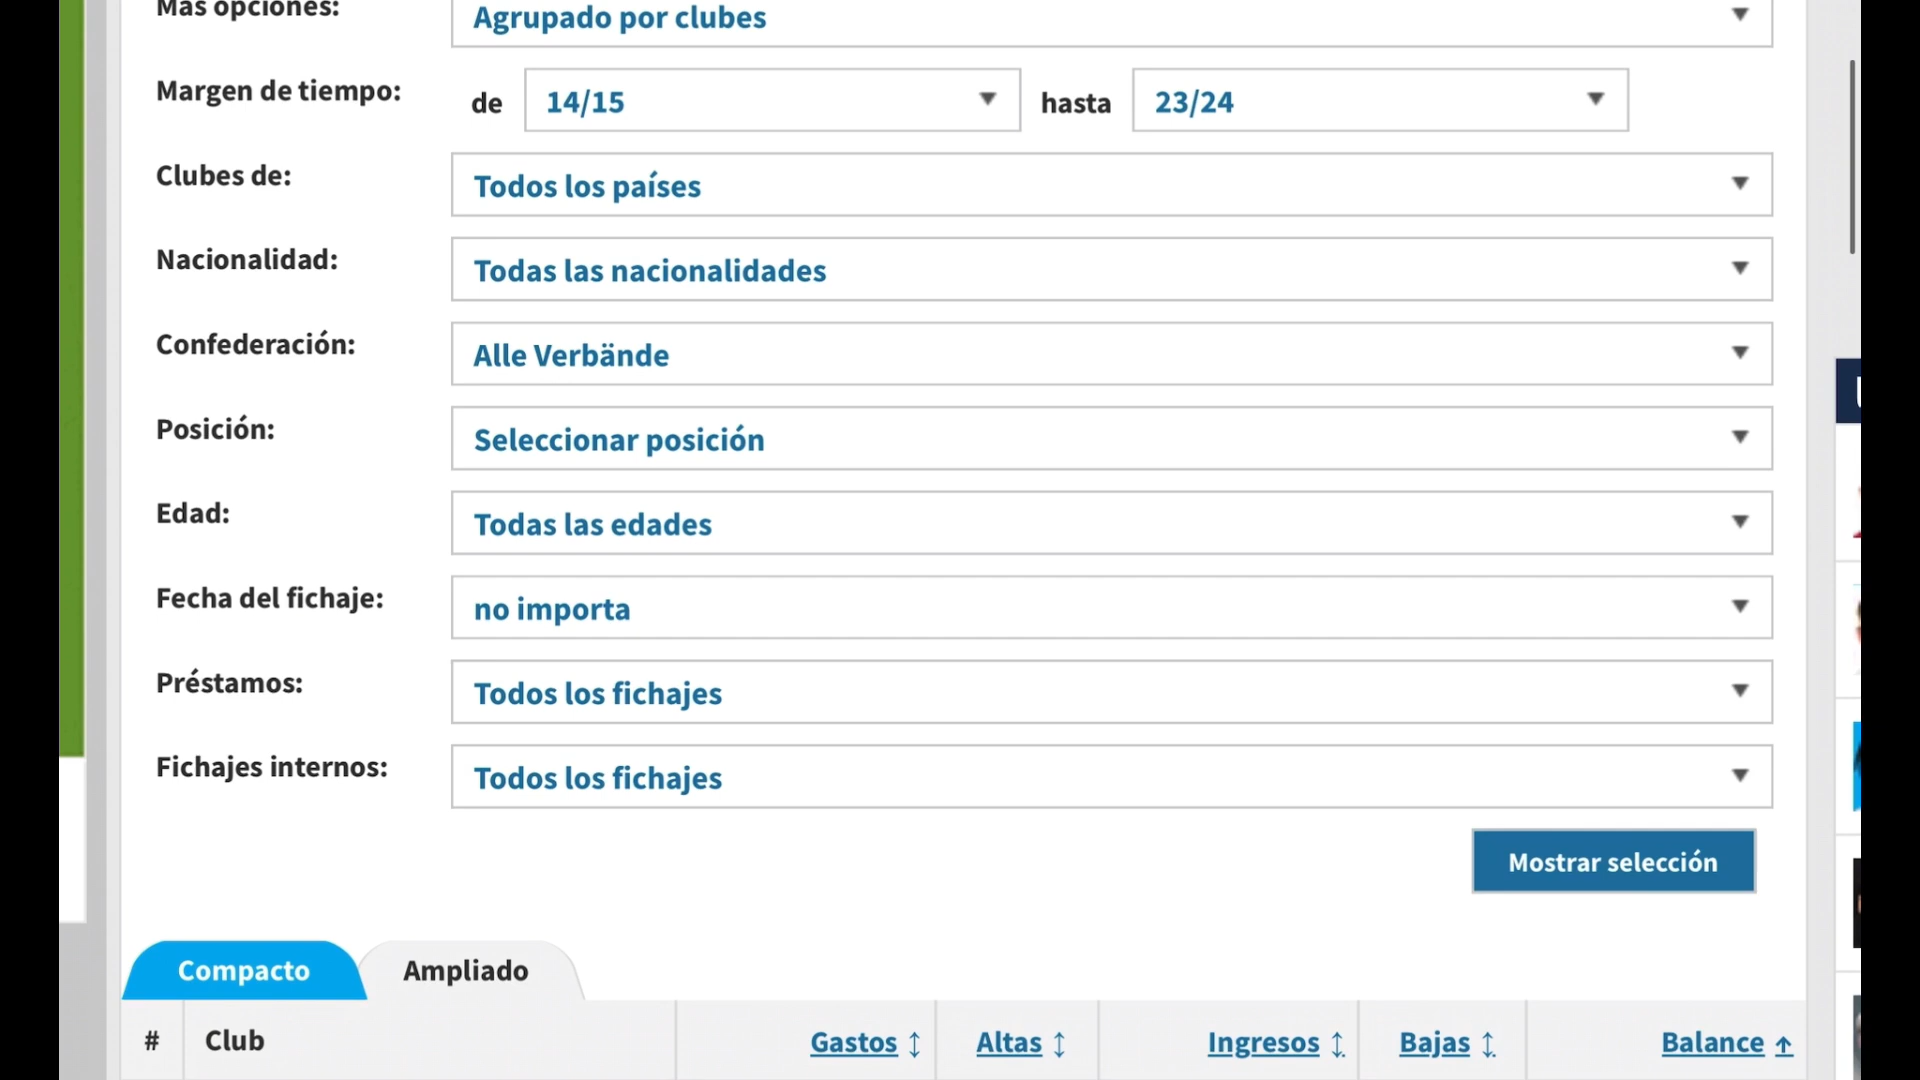 Más opciones: Agrupado por clubes
Margen de tiempo: de 14/15 hasta 23/24
Clubes de: Todos los países
Nacionalidad: Todas las nacionalidades
Confederación: Alle Verbände
Posición: Seleccionar posición
Edad: Todas las edades
Fecha del fichaje: no importa
Préstamos: Todos los fichajes
Fichajes internos: Todos los fichajes
Mostrar selección
Compacto Ampliado
# Club Gastos Altas Ingresos Bajas Balance